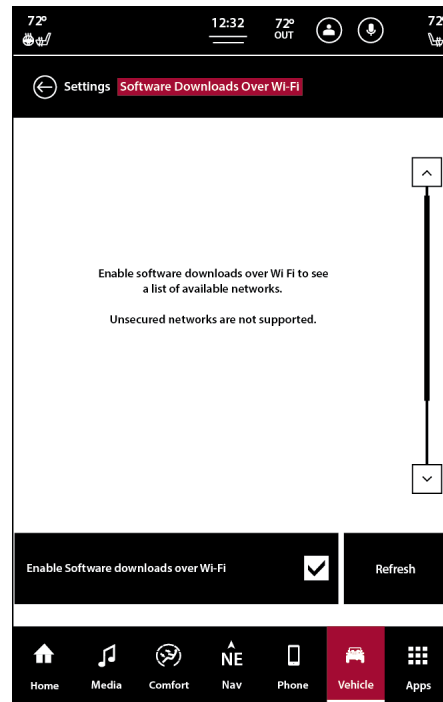 72º 12:32 72º 72
OUT
Settings Software Downloads Over Wi-Fi
Enable software downloads over Wi Fi to see
a list of available networks.
Unsecured networks are not supported.
Enable Software downloads over Wi-Fi Refresh
NE
Home Media Comfort Nav Phone Vehicle Apps